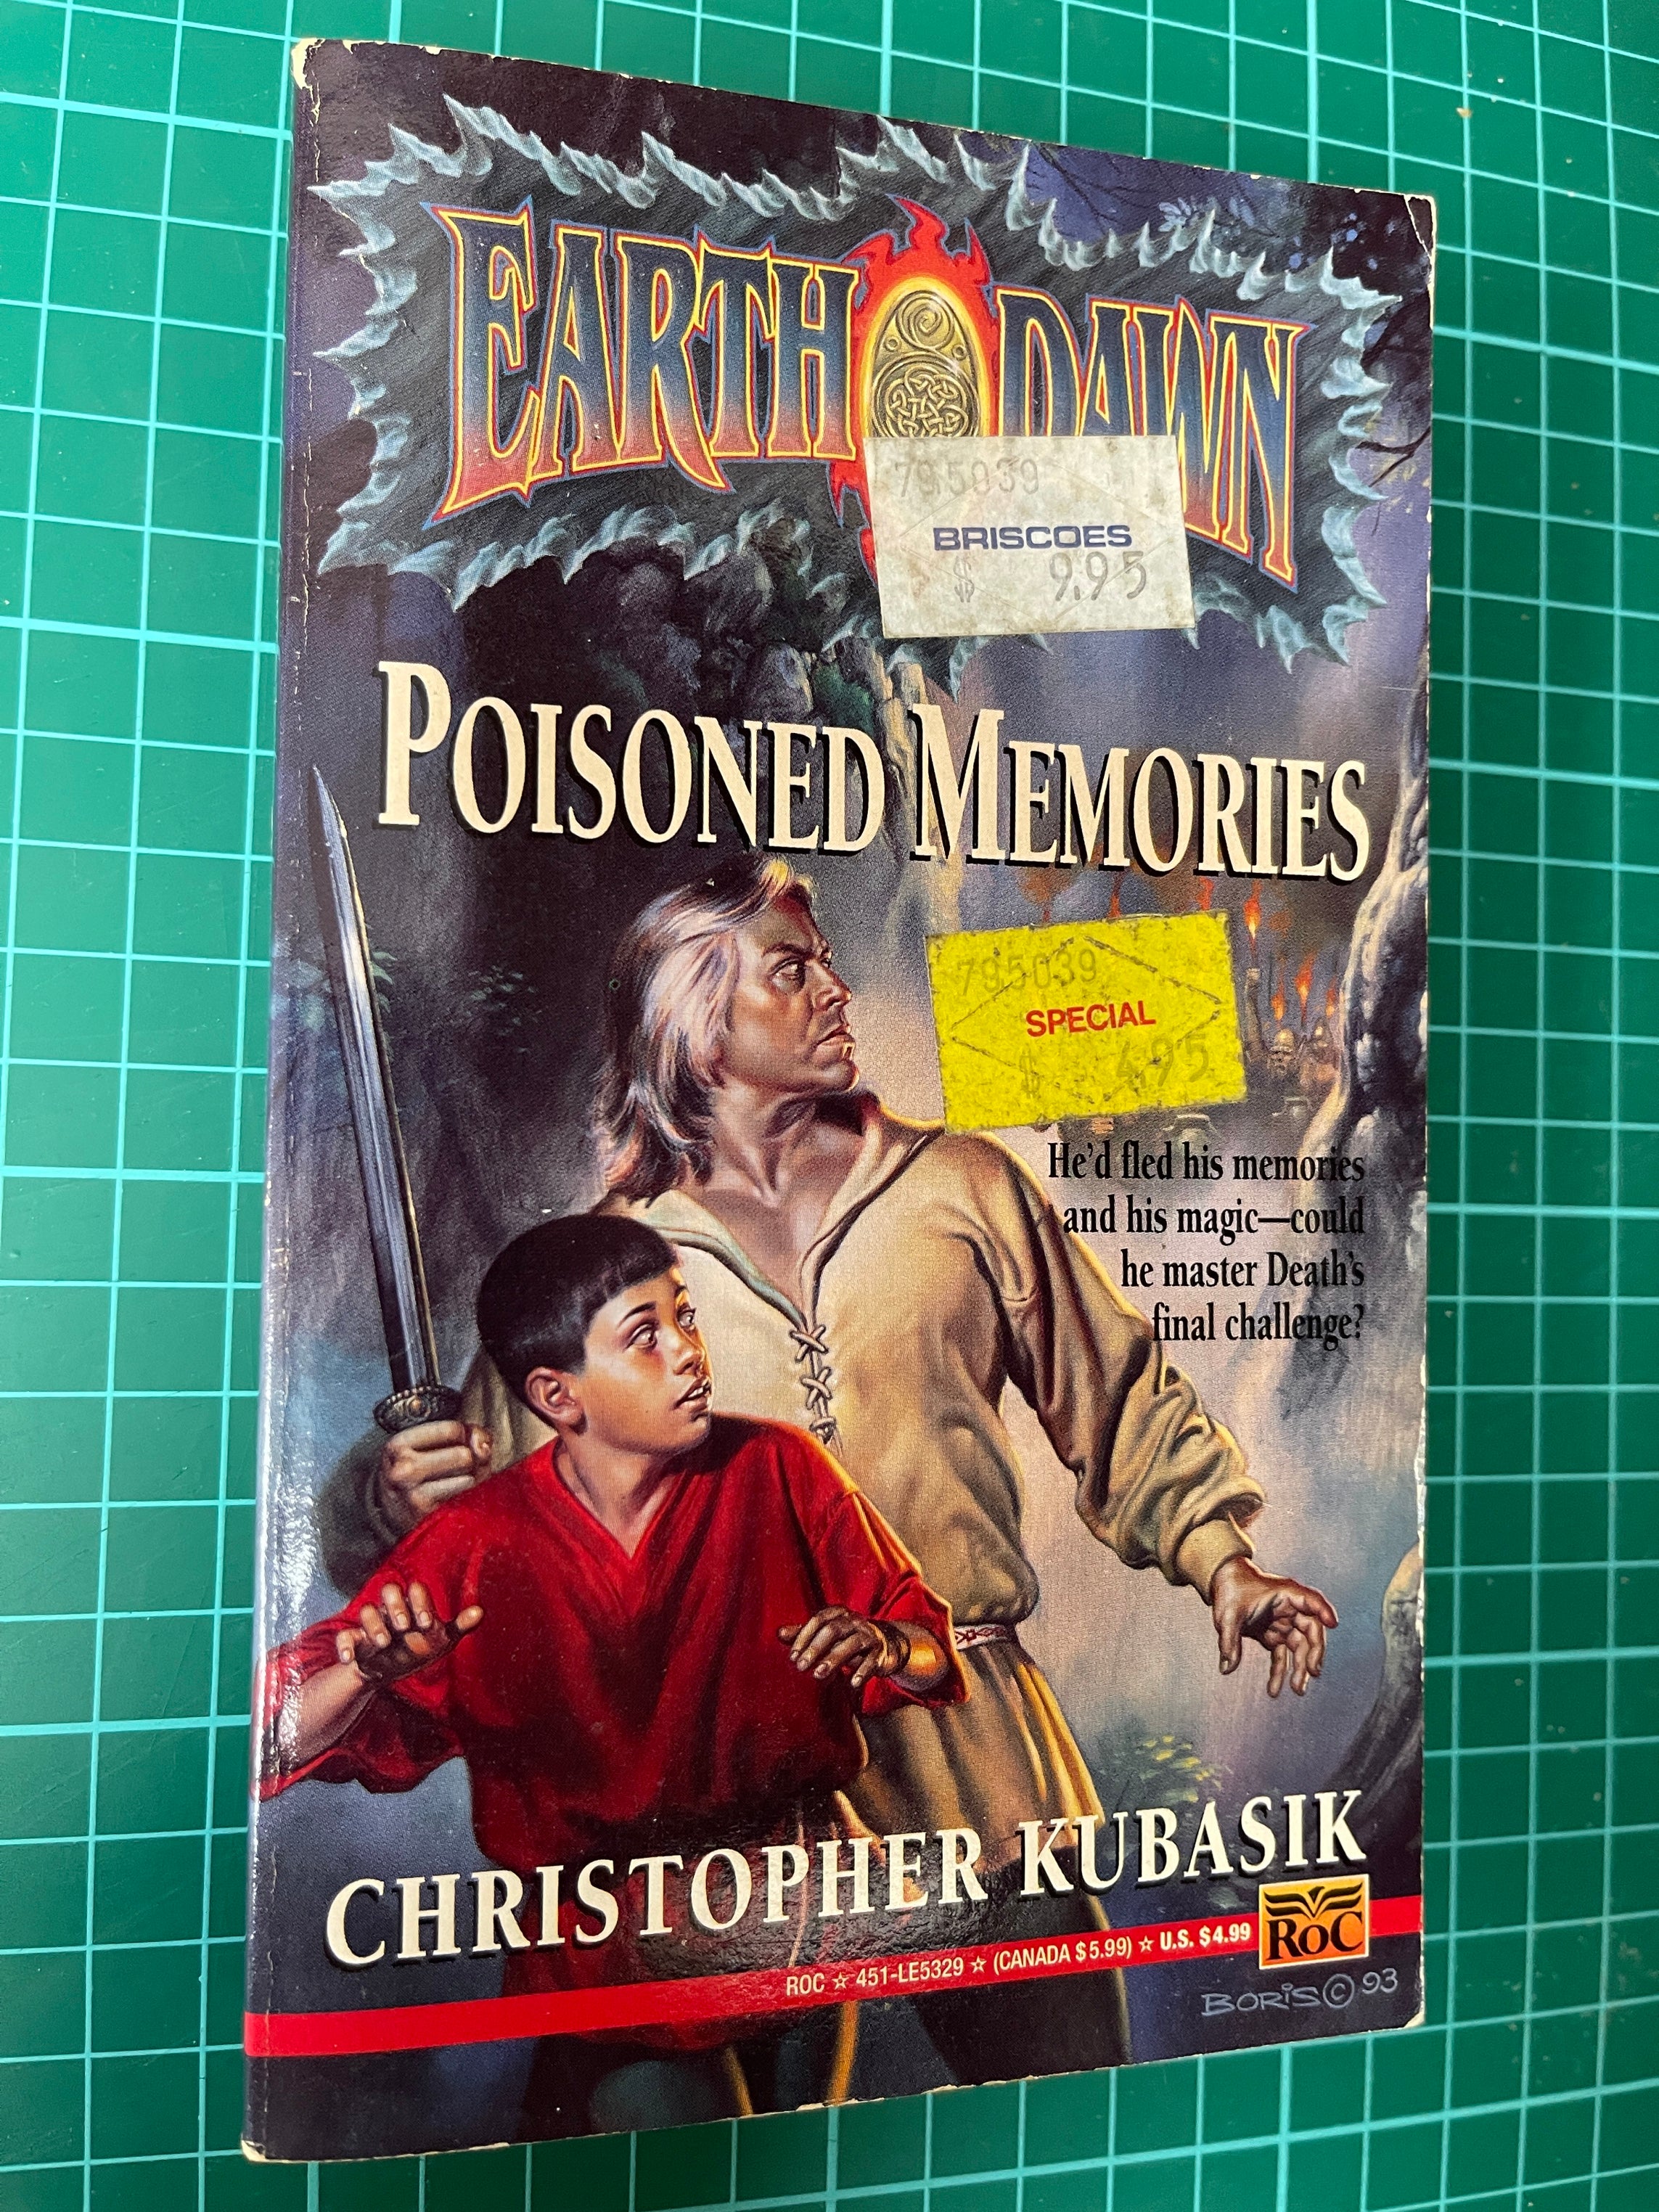 EARTHDAWN
795039
BRISCOES
$ 9.95
POISONED MEMORIES
795039
SPECIAL
$ 4.95
He'd fled his memories
and his magic—could
he master Death's
final challenge?
CHRISTOPHER KUBASIK
ROC ☆ 451-LE5329 ☆ (CANADA $5.99) ☆ U.S. $4.99
ROC
BORIS © 93